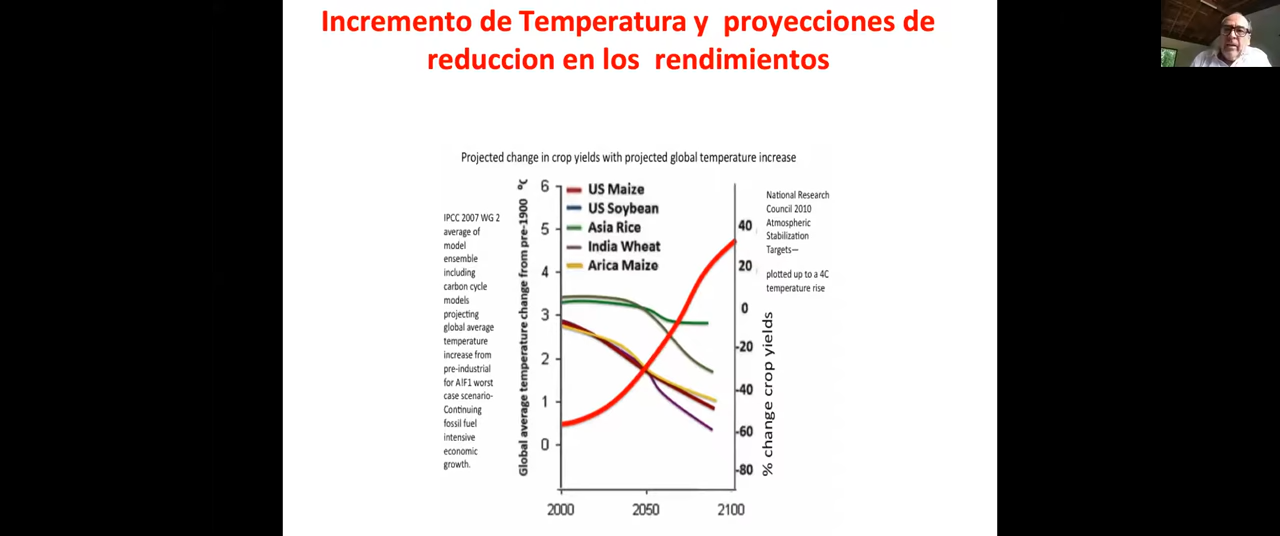 Incremento de Temperatura y proyecciones de
reduccion en los rendimientos
Projected change in crop yields with projected global temperature increase
IPCC 2007 WG 2
average of
model
ensemble
including
carbon cycle
models
projecting
global average
temperature
increase from
pre-industrial
for A!F1 worst
case scenario-
Continuing
fossil fuel
intensive
economic
growth.
Global average temperature change from pre-1900 °C
6
5
4
3
2
1
0
US Maize
US Soybean
Asia Rice
India Wheat
Arica Maize
40
20
0
-20
-40
-60
-80
% change crop yields
National Research
Council 2010
Atmospheric
Stabilization
Targets—
plotted up to a 4C
temperature rise
2000
2050
2100